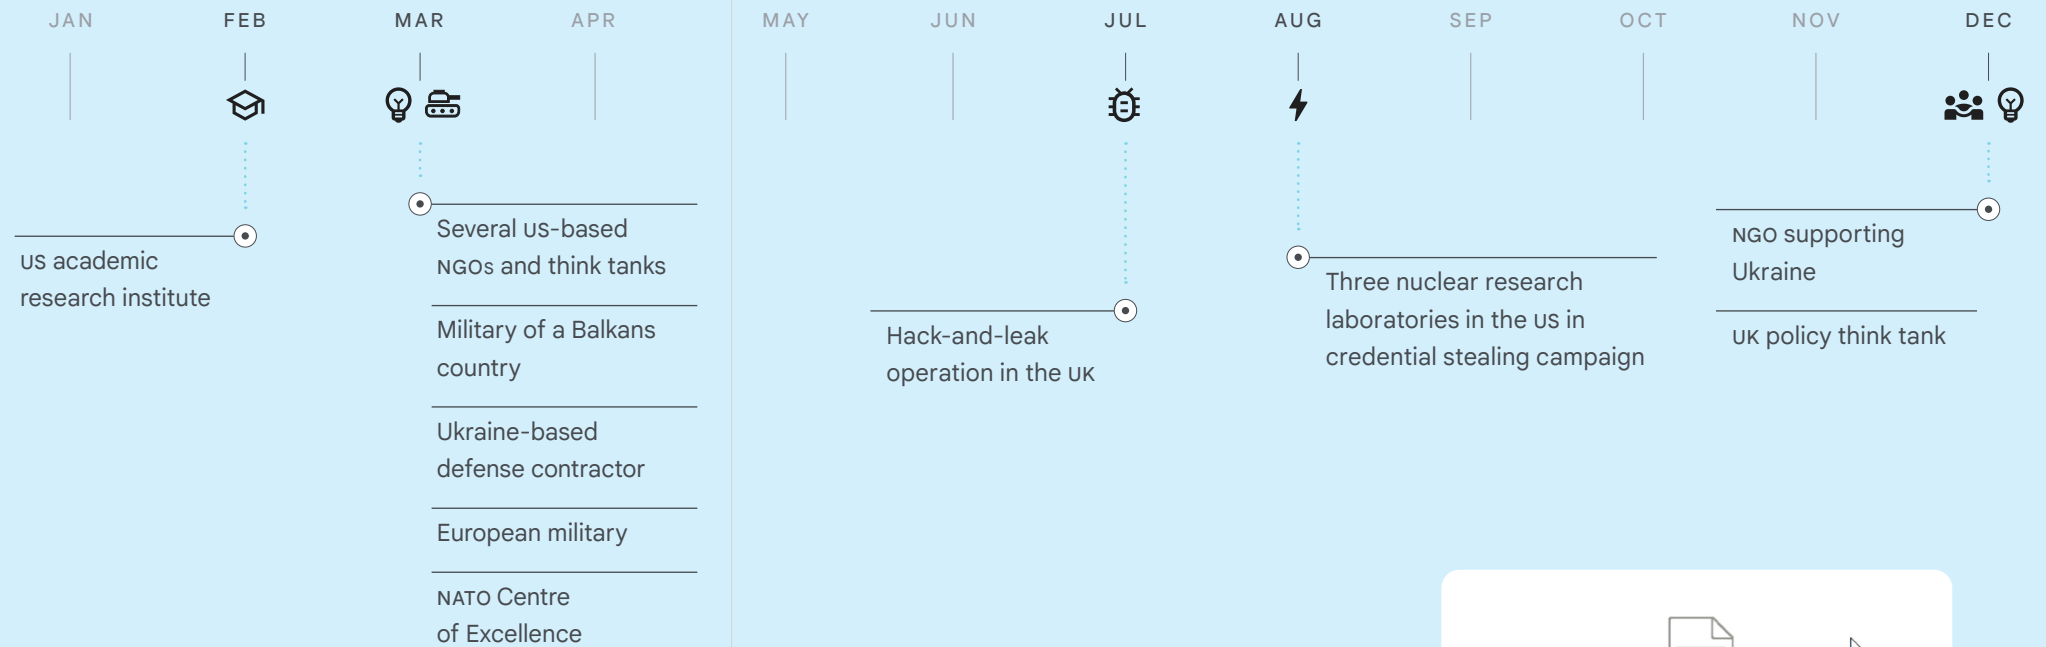 JAN
FEB
MAR
APR
MAY
JUN
JUL
AUG
SEP
OCT
NOV
DEC
US academic
research institute
Several US-based
NGOs and think tanks
Military of a Balkans
country
Ukraine-based
defense contractor
European military
NATO Centre
of Excellence
Hack-and-leak
operation in the UK
Three nuclear research
laboratories in the US in
credential stealing campaign
NGO supporting
Ukraine
UK policy think tank